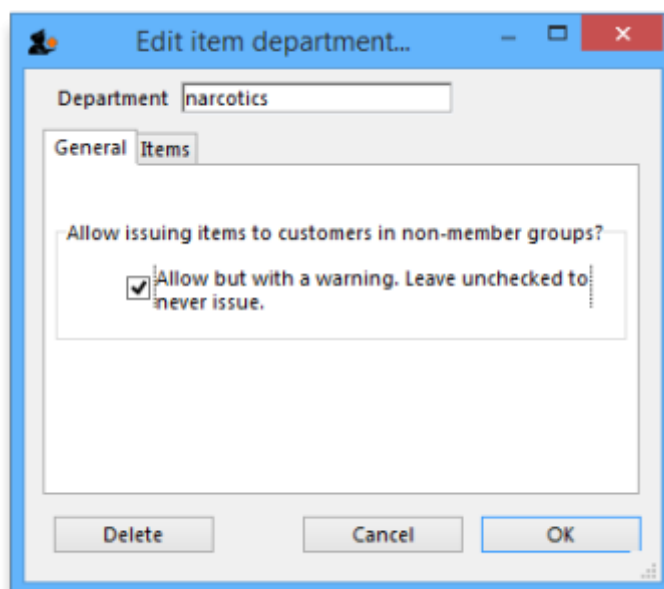 Edit item department...
Department narcotics
General Items
Allow issuing items to customers in non-member groups?
Allow but with a warning. Leave unchecked to
never issue.
Delete Cancel OK